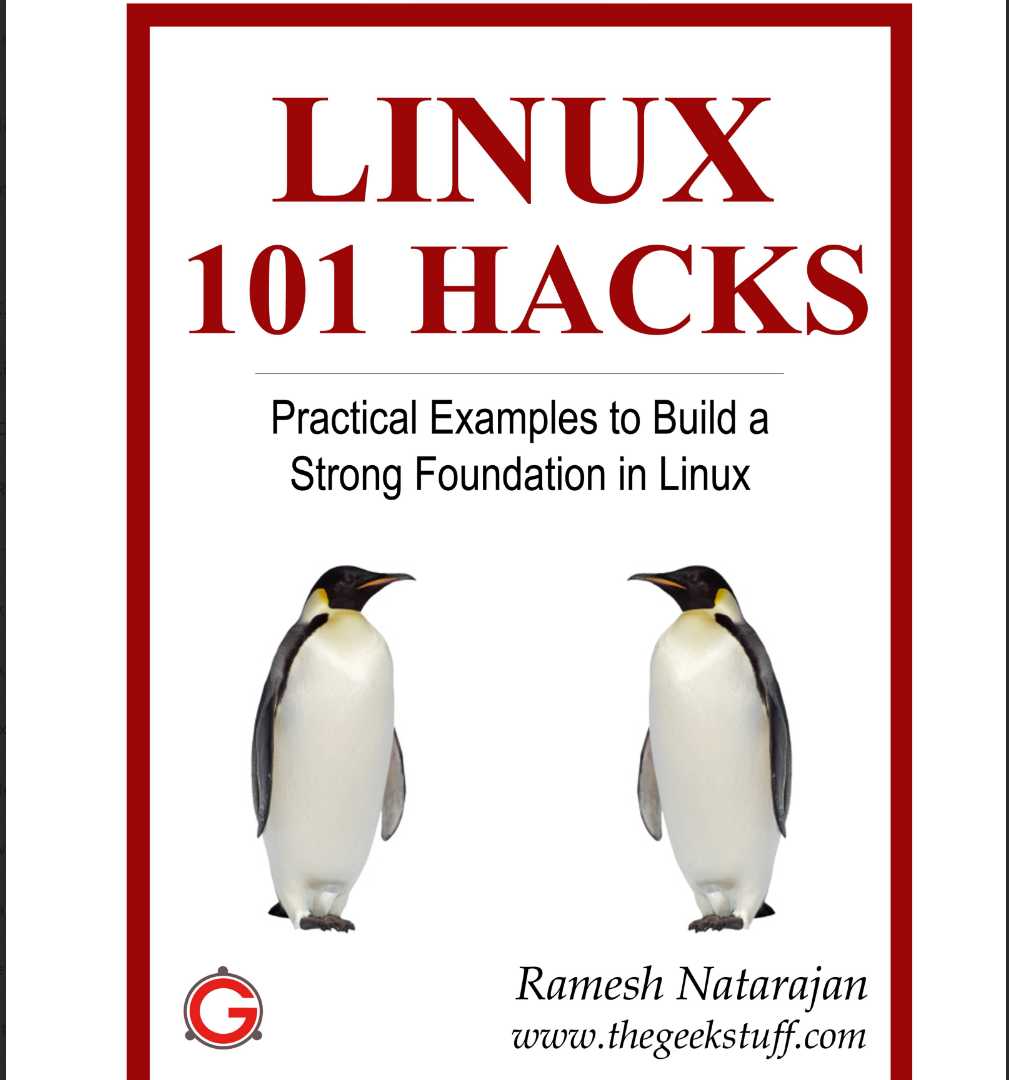 LINUX
101 HACKS
Practical Examples to Build a
Strong Foundation in Linux
G
Ramesh Natarajan
www.thegeekstuff.com